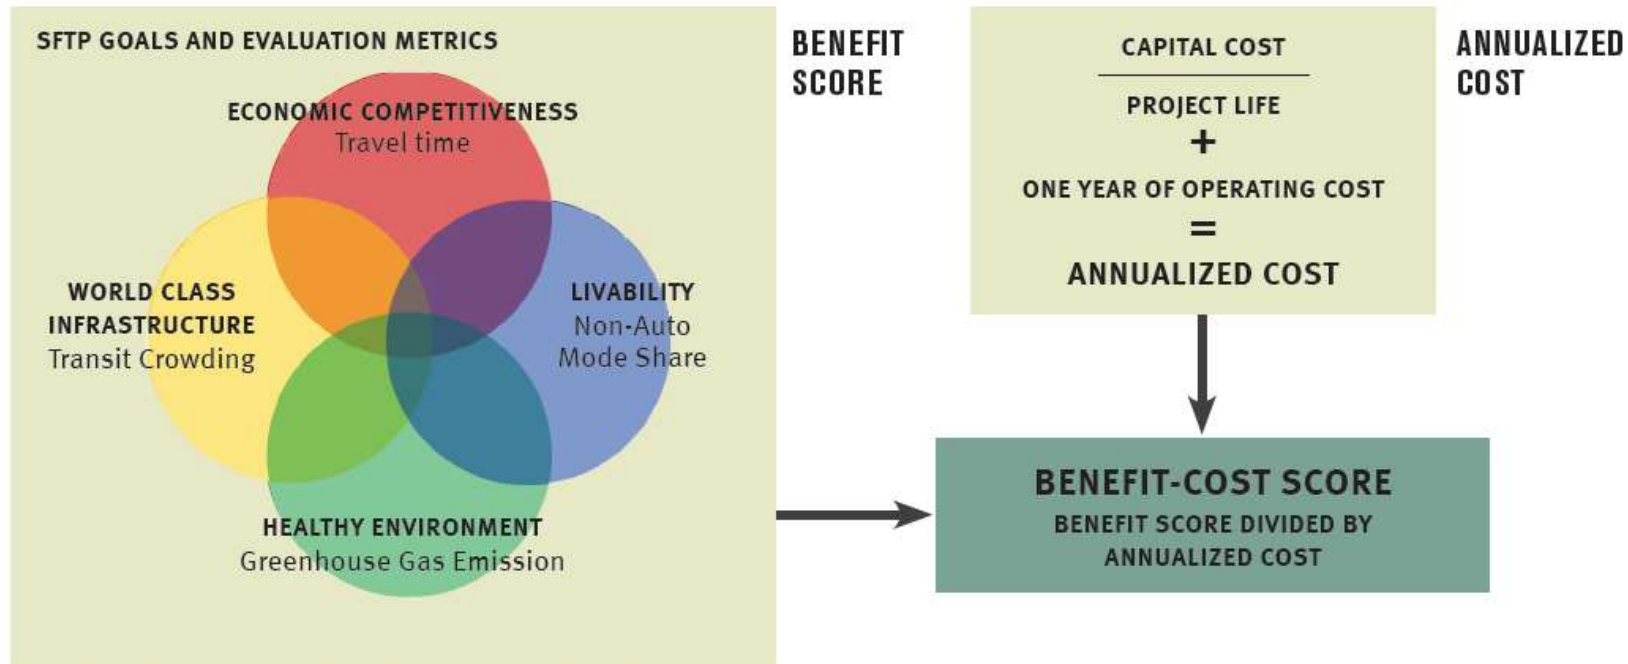 SFTP GOALS AND EVALUATION METRICS
ECONOMIC COMPETITIVENESS
Travel time
WORLD CLASS
INFRASTRUCTURE
Transit Crowding
LIVABILITY
Non-Auto
Mode Share
HEALTHY ENVIRONMENT
Greenhouse Gas Emission
BENEFIT
SCORE
CAPITAL COST
PROJECT LIFE
+
ONE YEAR OF OPERATING COST
=
ANNUALIZED COST
ANNUALIZED
COST
BENEFIT-COST SCORE
BENEFIT SCORE DIVIDED BY
ANNUALIZED COST